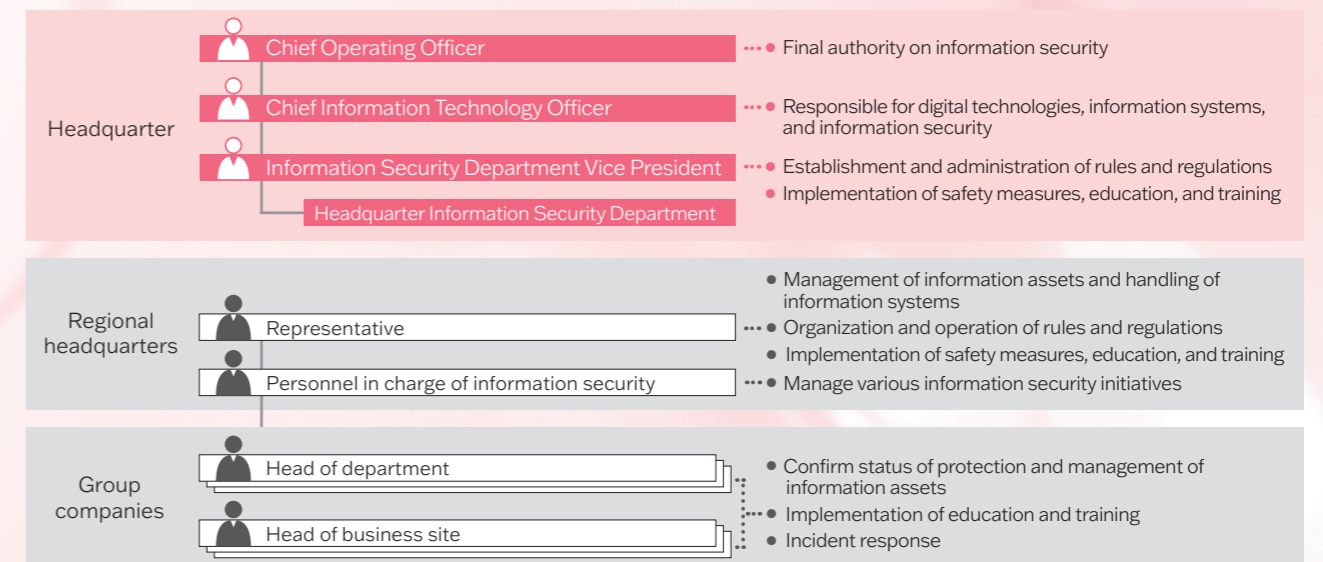 Headquarter
Chief Operating Officer
• Final authority on information security
Chief Information Technology Officer
• Responsible for digital technologies, information systems,
and information security
Information Security Department Vice President
• Establishment and administration of rules and regulations
• Implementation of safety measures, education, and training
Headquarter Information Security Department
Regional
headquarters
Representative
• Management of information assets and handling of
information systems
• Organization and operation of rules and regulations
• Implementation of safety measures, education, and training
Personnel in charge of information security
• Manage various information security initiatives
Group
companies
Head of department
Head of business site
• Confirm status of protection and management of
information assets
• Implementation of education and training
• Incident response